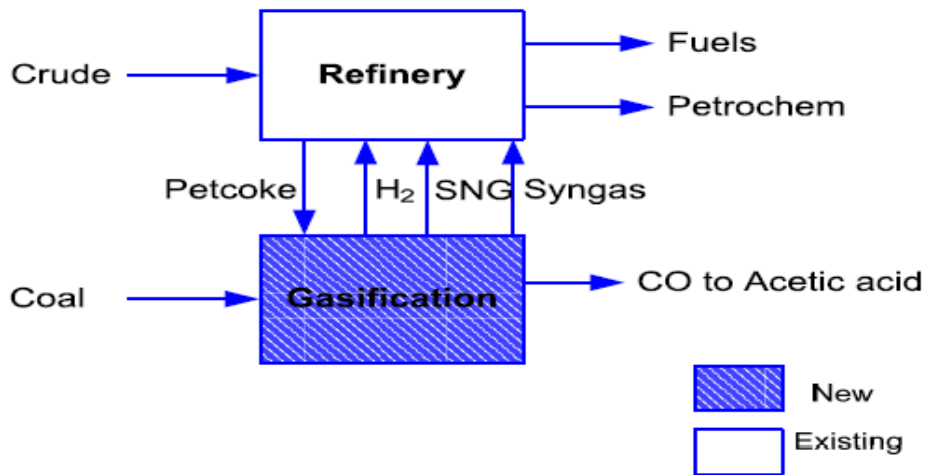 Crude
Refinery
Fuels
Petrochem
Petcoke
H₂
SNG
Syngas
Coal
Gasification
CO to Acetic acid
New
Existing